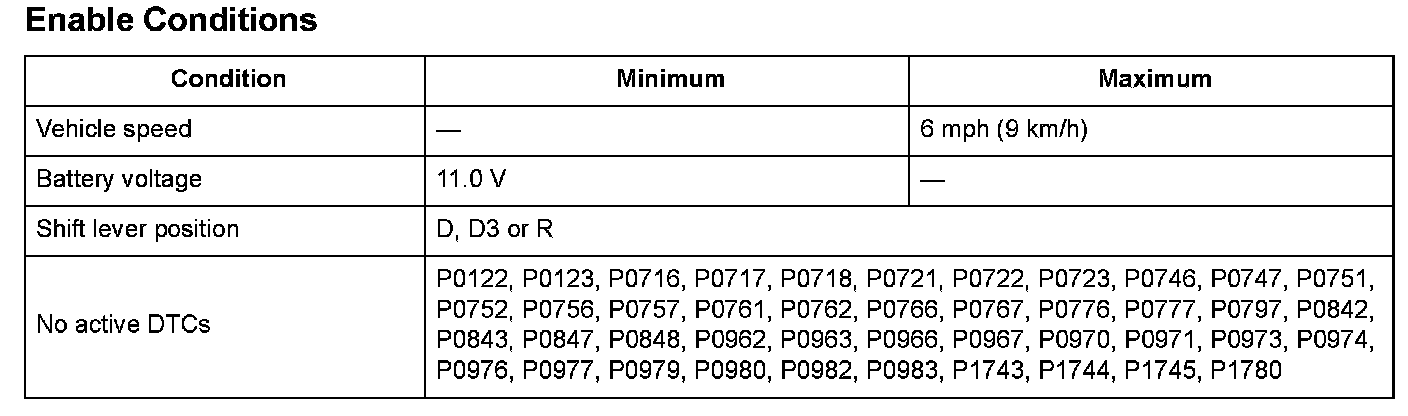 Enable Conditions
Condition Minimum Maximum
Vehicle speed — 6 mph (9 km/h)
Battery voltage 11.0 V —
Shift lever position D, D3 or R
No active DTCs
P0122, P0123, P0716, P0717, P0718, P0721, P0722, P0723, P0746, P0747, P0751,
P0752, P0756, P0757, P0761, P0762, P0766, P0767, P0776, P0777, P0797, P0842,
P0843, P0847, P0848, P0962, P0963, P0966, P0967, P0970, P0971, P0973, P0974,
P0976, P0977, P0979, P0980, P0982, P0983, P1743, P1744, P1745, P1780